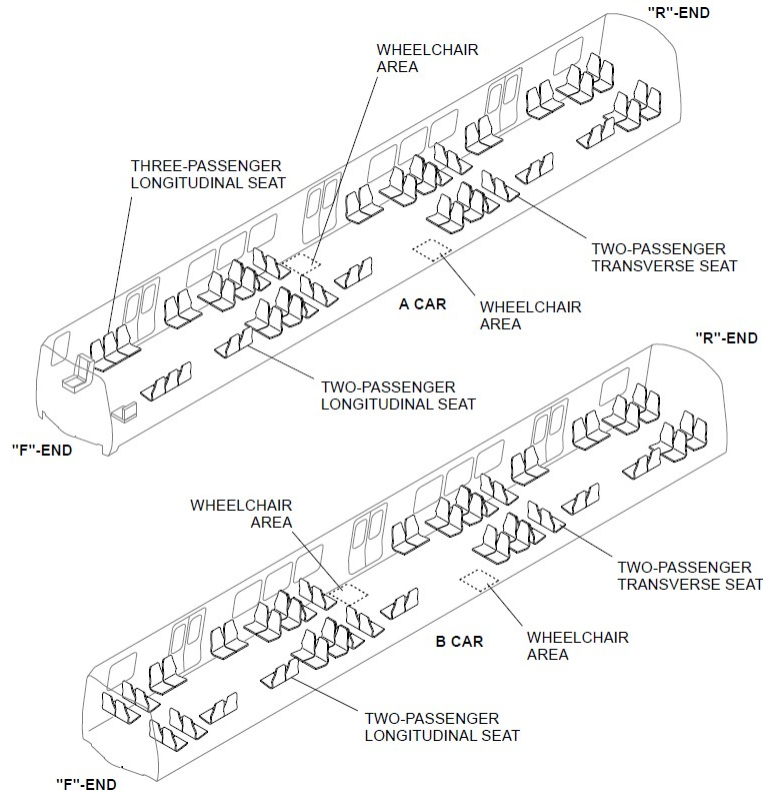 "R"-END
WHEELCHAIR
AREA
THREE-PASSENGER
LONGITUDINAL SEAT
TWO-PASSENGER
TRANSVERSE SEAT
A CAR
WHEELCHAIR
AREA
"R"-END
TWO-PASSENGER
LONGITUDINAL SEAT
"F"-END
WHEELCHAIR
AREA
TWO-PASSENGER
TRANSVERSE SEAT
B CAR
WHEELCHAIR
AREA
TWO-PASSENGER
LONGITUDINAL SEAT
"F"-END